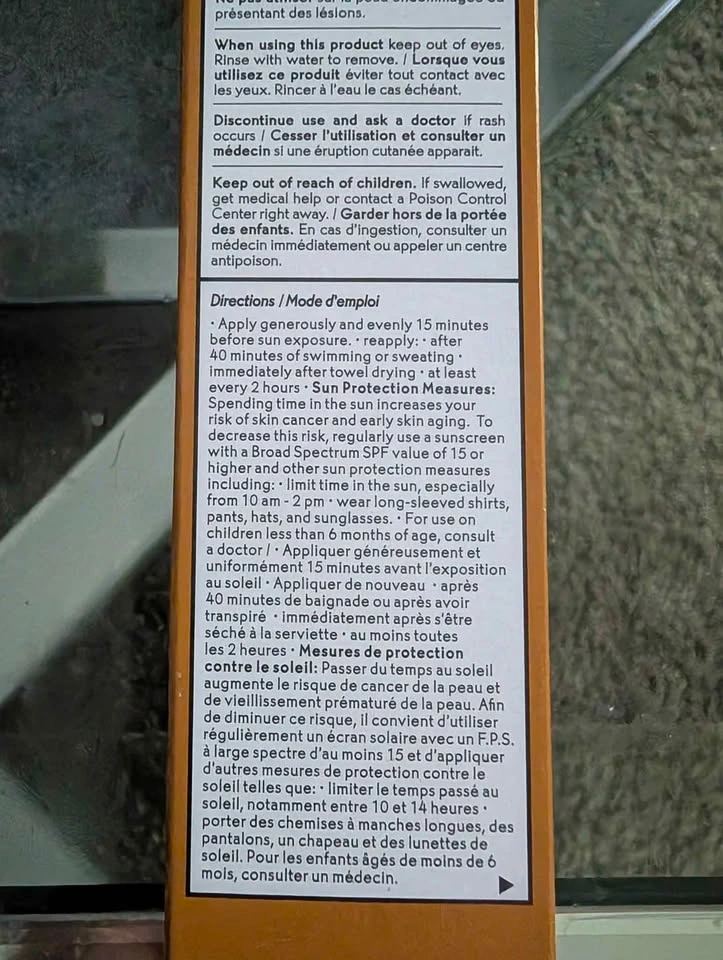 Ne pas utiliser sur la peau endommagée ou
présentant des lésions.
When using this product keep out of eyes.
Rinse with water to remove. / Lorsque vous
utilisez ce produit éviter tout contact avec
les yeux. Rincer à l'eau le cas échéant.
Discontinue use and ask a doctor if rash
occurs / Cesser l'utilisation et consulter un
médecin si une éruption cutanée apparait.
Keep out of reach of children. If swallowed,
get medical help or contact a Poison Control
Center right away. / Garder hors de la portée
des enfants. En cas d'ingestion, consulter un
médecin immédiatement ou appeler un centre
antipoison.
Directions / Mode d'emploi
· Apply generously and evenly 15 minutes
before sun exposure. · reapply: · after
40 minutes of swimming or sweating ·
immediately after towel drying · at least
every 2 hours · Sun Protection Measures:
Spending time in the sun increases your
risk of skin cancer and early skin aging. To
decrease this risk, regularly use a sunscreen
with a Broad Spectrum SPF value of 15 or
higher and other sun protection measures
including: · limit time in the sun, especially
from 10 am - 2 pm · wear long-sleeved shirts,
pants, hats, and sunglasses. · For use on
children less than 6 months of age, consult
a doctor / · Appliquer généreusement et
uniformément 15 minutes avant l'exposition
au soleil · Appliquer de nouveau · après
40 minutes de baignade ou après avoir
transpiré · immédiatement après s'être
séché à la serviette · au moins toutes
les 2 heures · Mesures de protection
contre le soleil: Passer du temps au soleil
augmente le risque de cancer de la peau et
de vieillissement prématuré de la peau. Afin
de diminuer ce risque, il convient d'utiliser
régulièrement un écran solaire avec un F.P.S.
à large spectre d'au moins 15 et d'appliquer
d'autres mesures de protection contre le
soleil telles que: · limiter le temps passé au
soleil, notamment entre 10 et 14 heures ·
porter des chemises à manches longues, des
pantalons, un chapeau et des lunettes de
soleil. Pour les enfants âgés de moins de 6
mois, consulter un médecin.